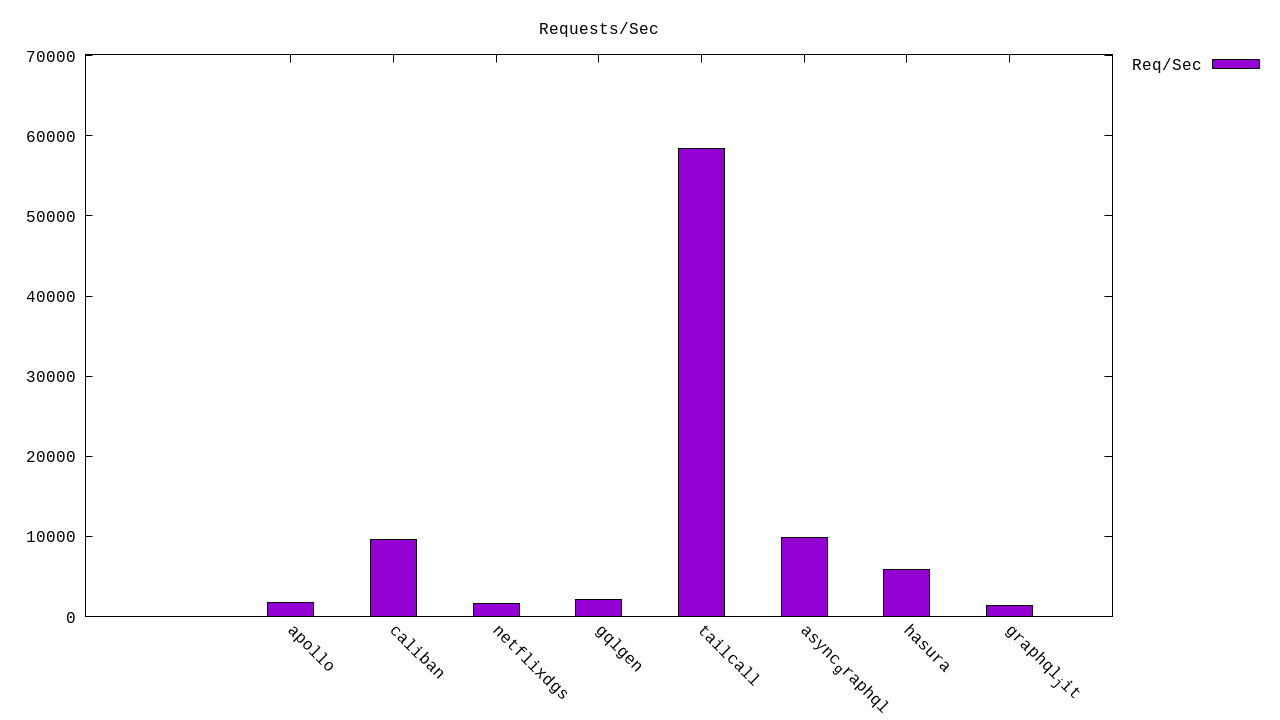 Requests/Sec
Req/Sec
70000
60000
50000
40000
30000
20000
10000
0
apollo
caliban
netflixdgs
gqlgen
tailcall
async_graphql
hasura
graphql_jit